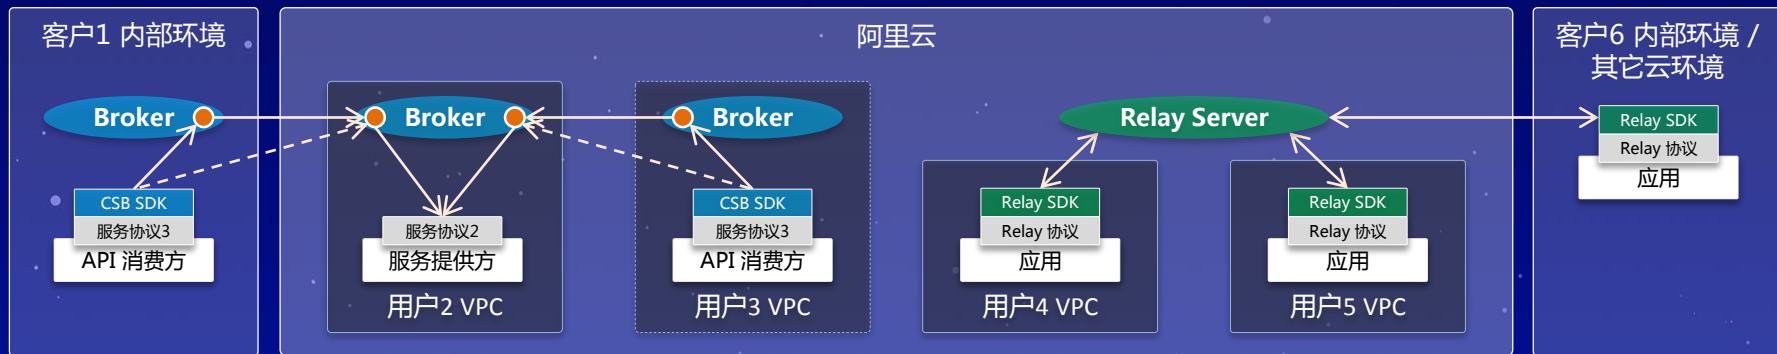 客户1 内部环境
Broker
CSB SDK
服务协议3
API 消费方
阿里云
Broker
服务协议2
服务提供方
用户2 VPC
Broker
CSB SDK
服务协议3
API 消费方
用户3 VPC
Relay Server
Relay SDK
Relay 协议
应用
用户4 VPC
Relay SDK
Relay 协议
应用
用户5 VPC
客户6 内部环境 /
其它云环境
Relay SDK
Relay 协议
应用